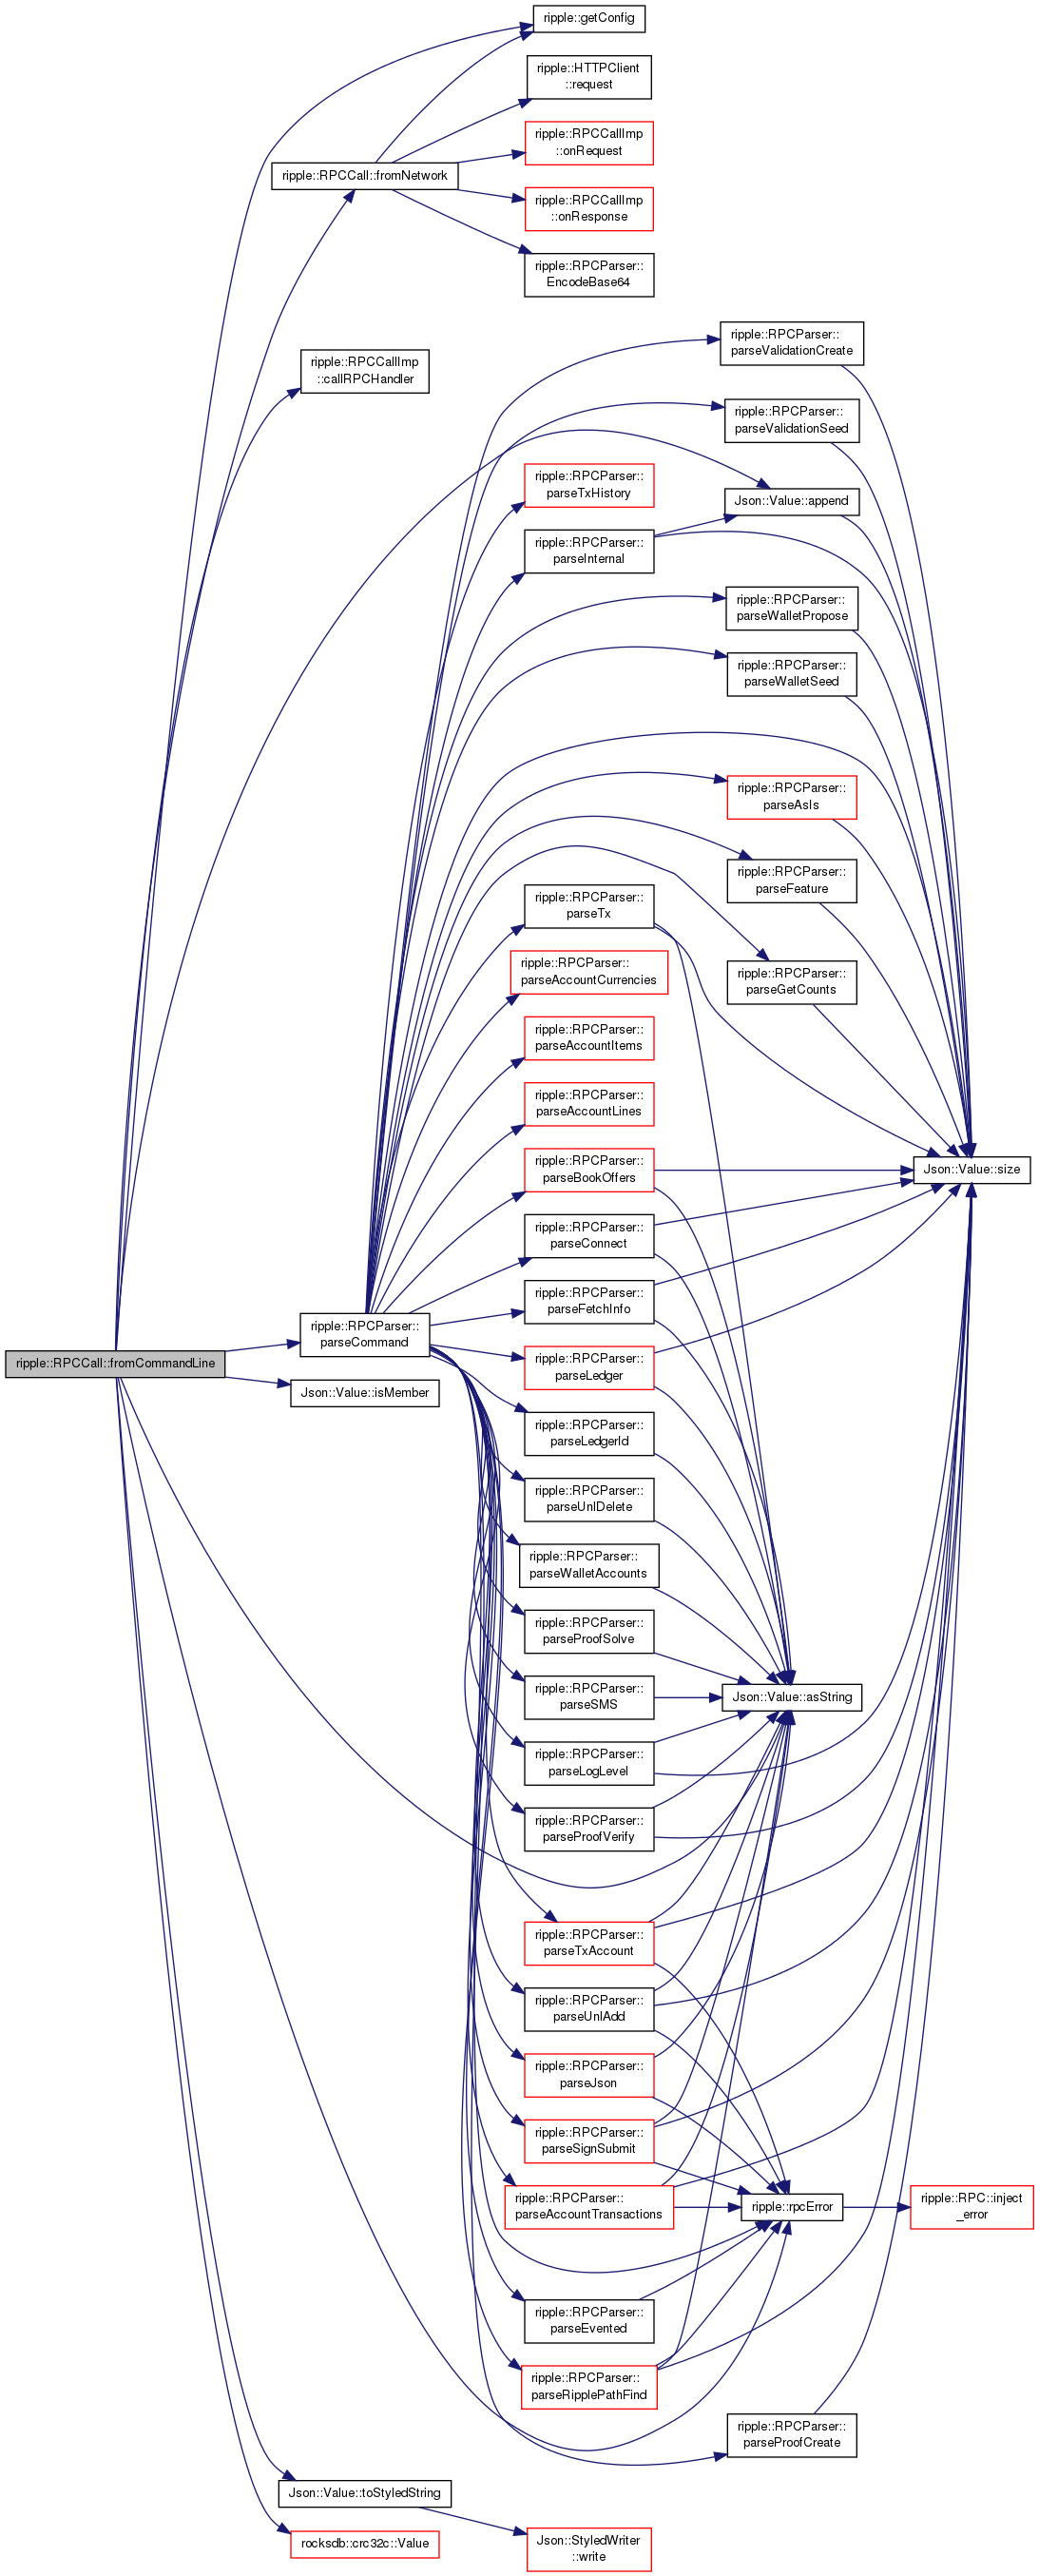 ripple::getConfig
ripple::HTTPClient
::request
ripple::RPCCallImp
::onRequest
ripple::RPCCall::fromNetwork
ripple::RPCCallImp
::onResponse
ripple::RPCParser::
EncodeBase64
ripple::RPCParser::
parseValidationCreate
ripple::RPCCallImp
::callRPCHandler
ripple::RPCParser::
parseValidationSeed
ripple::RPCParser::
parseTxHistory
Json::Value::append
ripple::RPCParser::
parseInternal
ripple::RPCParser::
parseWalletPropose
ripple::RPCParser::
parseWalletSeed
ripple::RPCParser::
parseAsIs
ripple::RPCParser::
parseFeature
ripple::RPCParser::
parseTx
ripple::RPCParser::
parseAccountCurrencies
ripple::RPCParser::
parseGetCounts
ripple::RPCParser::
parseAccountItems
ripple::RPCParser::
parseAccountLines
ripple::RPCParser::
parseBookOffers
Json::Value::size
ripple::RPCParser::
parseConnect
ripple::RPCParser::
parseFetchInfo
ripple::RPCParser::
parseCommand
ripple::RPCCall::fromCommandLine
ripple::RPCParser::
parseLedger
Json::Value::isMember
ripple::RPCParser::
parseLedgerId
ripple::RPCParser::
parseUnlDelete
ripple::RPCParser::
parseWalletAccounts
ripple::RPCParser::
parseProofSolve
ripple::RPCParser::
parseSMS
Json::Value::asString
ripple::RPCParser::
parseLogLevel
ripple::RPCParser::
parseProofVerify
ripple::RPCParser::
parseTxAccount
ripple::RPCParser::
parseUnlAdd
ripple::RPCParser::
parseJson
ripple::RPCParser::
parseSignSubmit
ripple::RPCParser::
parseAccountTransactions
ripple::rpcError
ripple::RPC::inject
_error
ripple::RPCParser::
parseEvented
ripple::RPCParser::
parseRipplePathFind
ripple::RPCParser::
parseProofCreate
Json::Value::toStyledString
rocksdb::crc32c::Value
Json::StyledWriter
::write